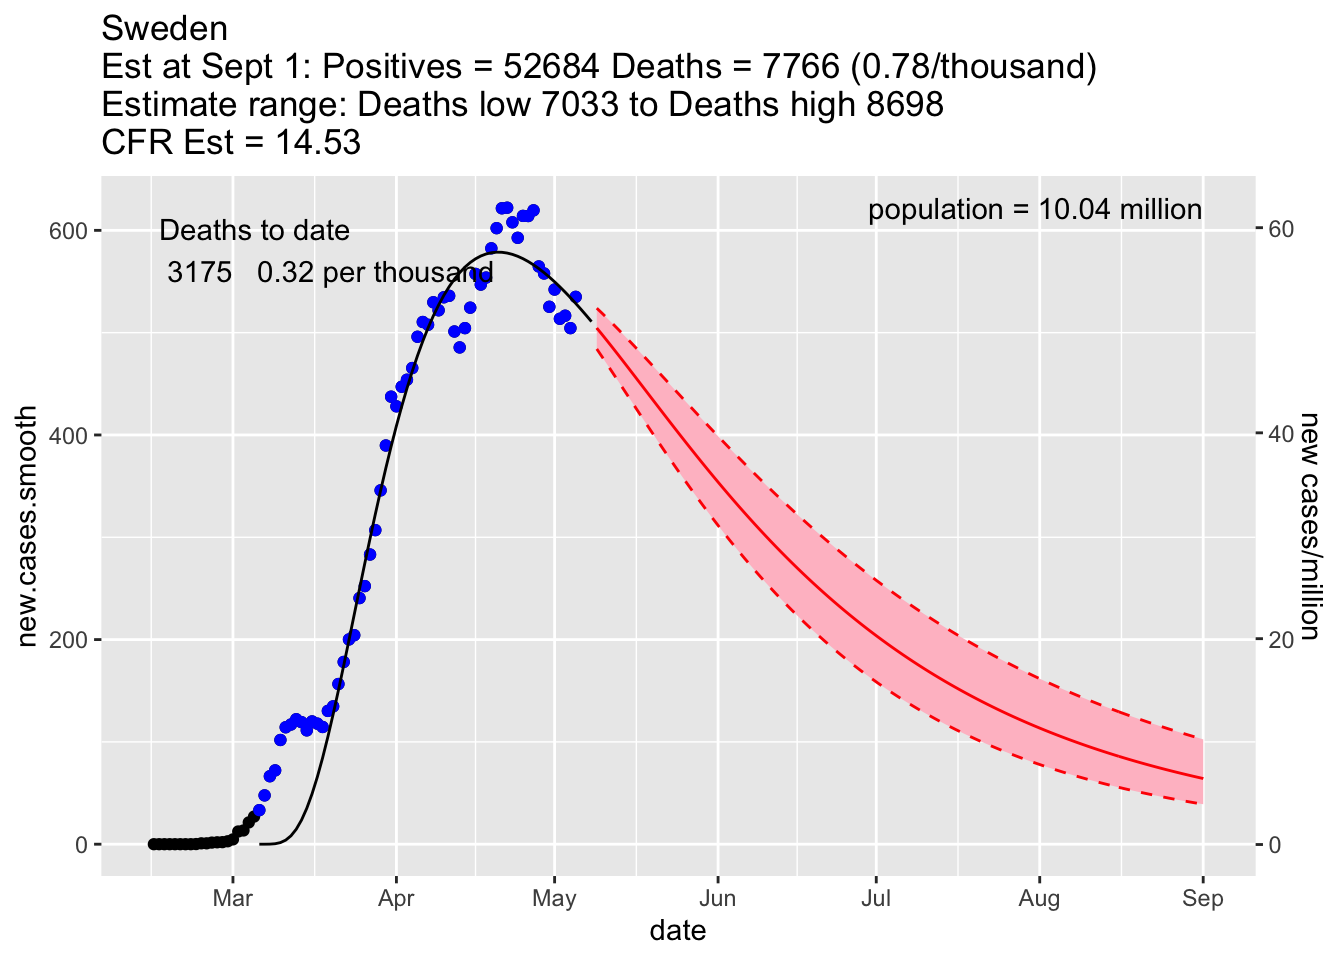 Sweden
Est at Sept 1: Positives = 52684 Deaths = 7766 (0.78/thousand)
Estimate range: Deaths low 7033 to Deaths high 8698
CFR Est = 14.53
Deaths to date
3175 0.32 per thousand
population = 10.04 million
600
400
200
0
new.cases.smooth
60
40
20
0
new cases/million
Mar Apr May Jun Jul Aug Sep
date